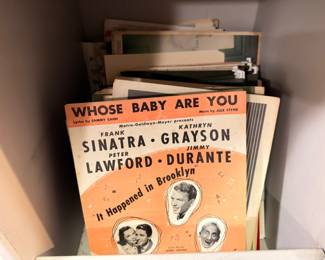 WHOSE BABY ARE YOU
Lyrics by SAMMY CAHN Music by JULE STYNE
Metro-Goldwyn-Mayer presents
FRANK KATHRYN
SINATRA · GRAYSON
PETER JIMMY
LAWFORD · DURANTE
It Happened in Brooklyn